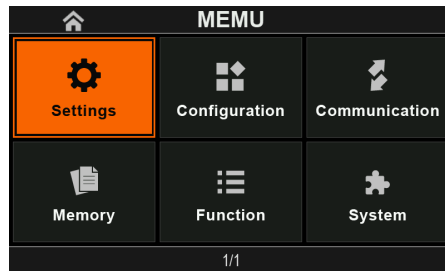 MEMU
Settings
Configuration
Communication
Memory
Function
System
1/1